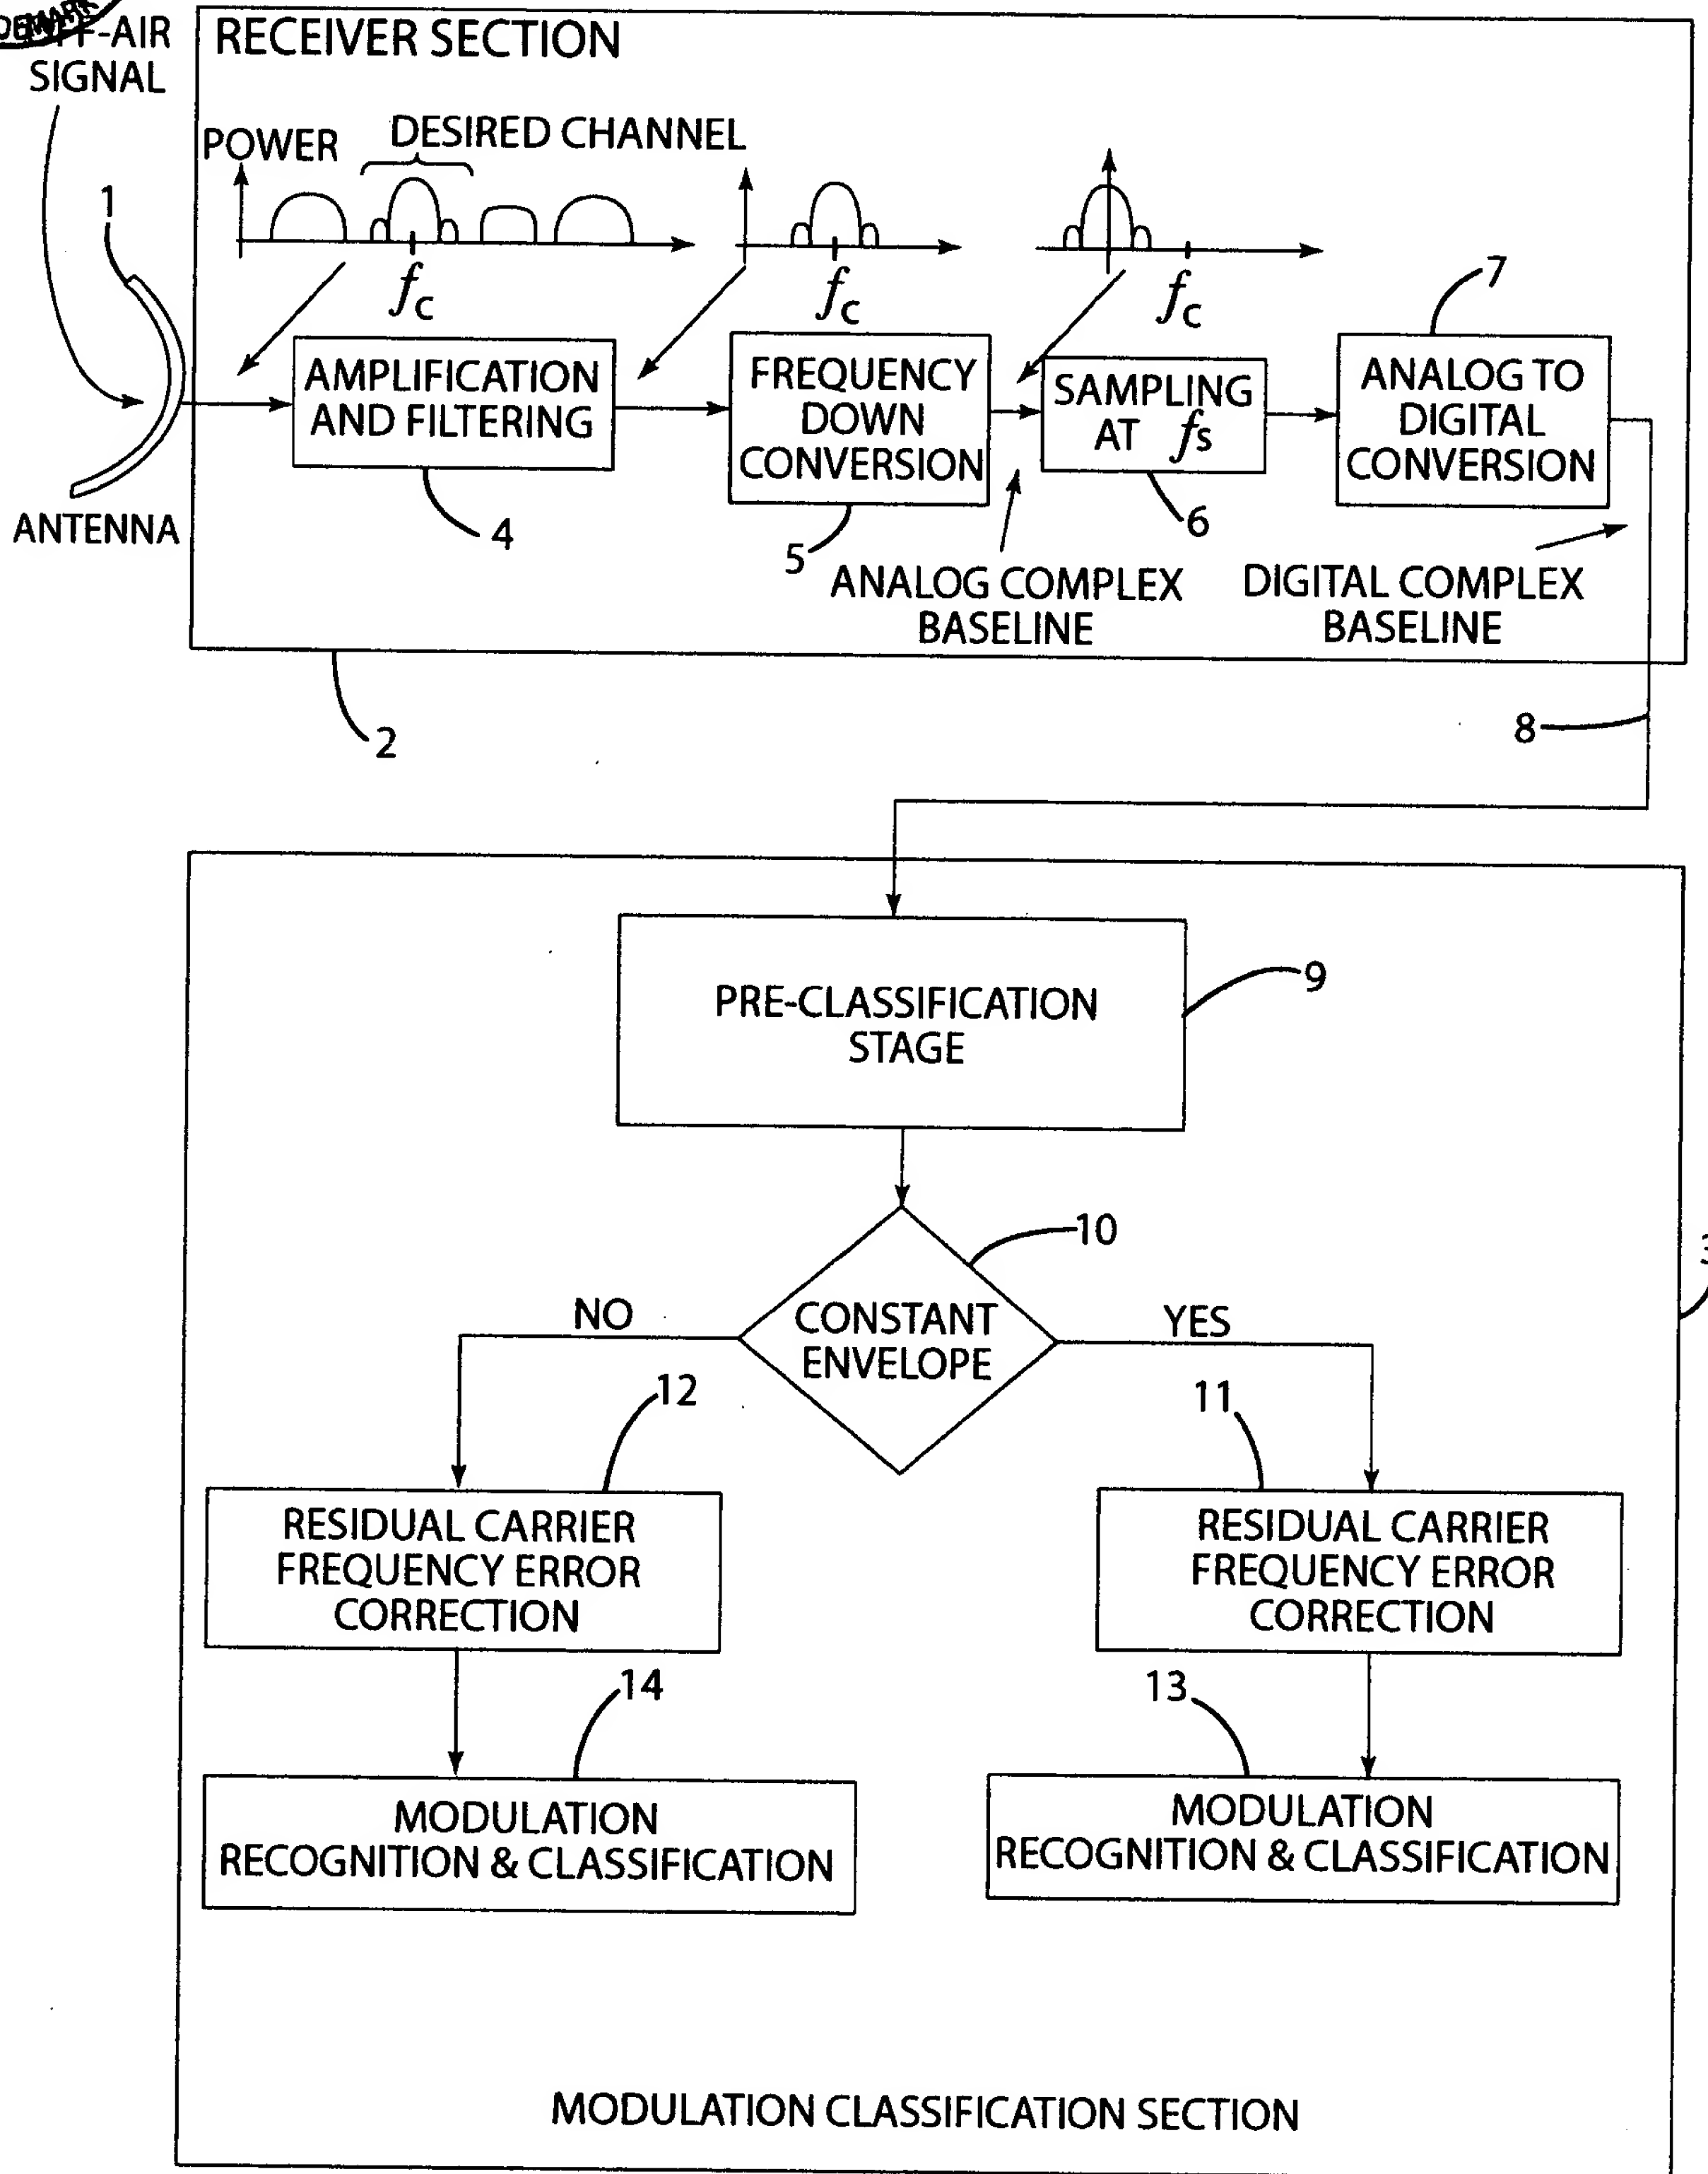 -AIR
SIGNAL
RECEIVER SECTION
POWER
DESIRED CHANNEL
1
fc
fc
fc
7
AMPLIFICATION
AND FILTERING
FREQUENCY
DOWN
CONVERSION
SAMPLING
AT fs
ANALOG TO
DIGITAL
CONVERSION
ANTENNA
4
5
6
ANALOG COMPLEX
BASELINE
DIGITAL COMPLEX
BASELINE
2
8
PRE-CLASSIFICATION
STAGE
9
10
3
CONSTANT
ENVELOPE
NO
YES
12
11
RESIDUAL CARRIER
FREQUENCY ERROR
CORRECTION
RESIDUAL CARRIER
FREQUENCY ERROR
CORRECTION
14
13
MODULATION
RECOGNITION & CLASSIFICATION
MODULATION
RECOGNITION & CLASSIFICATION
MODULATION CLASSIFICATION SECTION